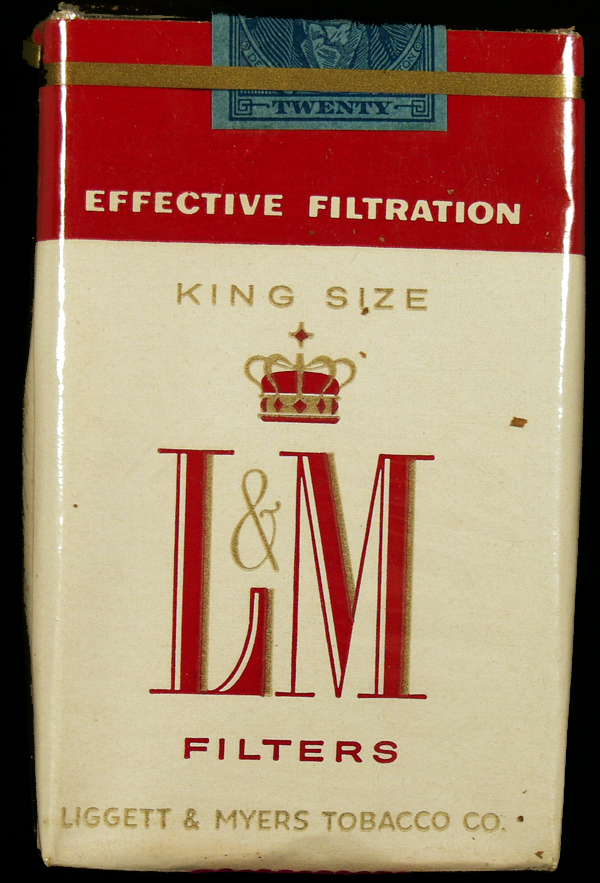 TWENTY
EFFECTIVE FILTRATION
KING SIZE
L&M
FILTERS
LIGGETT & MYERS TOBACCO CO.